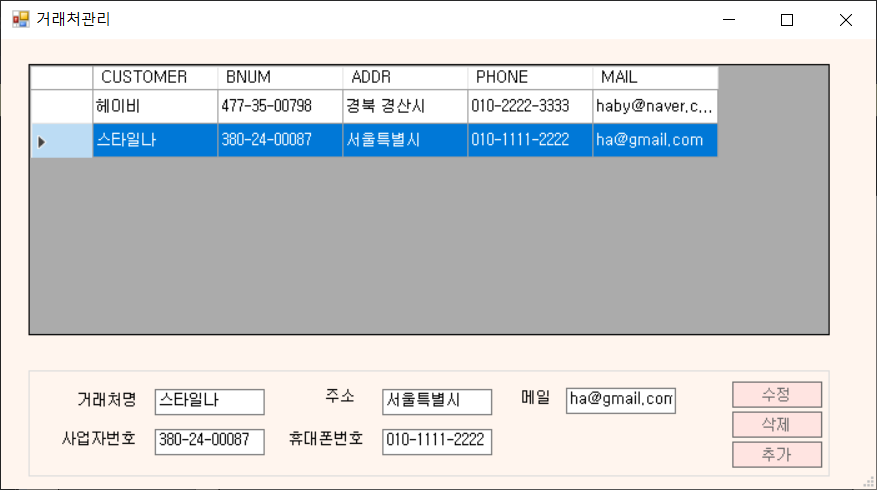 거래처관리
CUSTOMER BNUM ADDR PHONE MAIL
헤이비 477-35-00798 경북 경산시 010-2222-3333 haby@naver.c...
스타일나 380-24-00087 서울특별시 010-1111-2222 ha@gmail.com
거래처명 스타일나 주소 서울특별시 메일 ha@gmail.com 수정
삭제
사업자번호 380-24-00087 휴대폰번호 010-1111-2222 추가